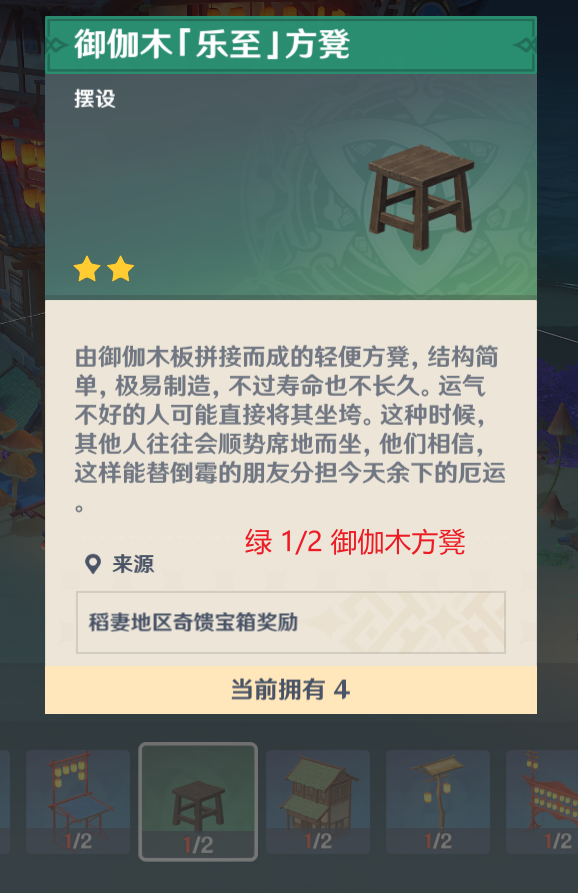 御伽木「乐至」方凳
摆设
由御伽木板拼接而成的轻便方凳，结构简
单，极易制造，不过寿命也不长久。运气
不好的人可能直接将其坐垮。这种时候，
其他人往往会顺势席地而坐，他们相信，
这样能替倒霉的朋友分担今天余下的厄运
。
绿 1/2 御伽木方凳
来源
稻妻地区奇馈宝箱奖励
当前拥有 4
1/2
1/2
1/2
1/2
1/2